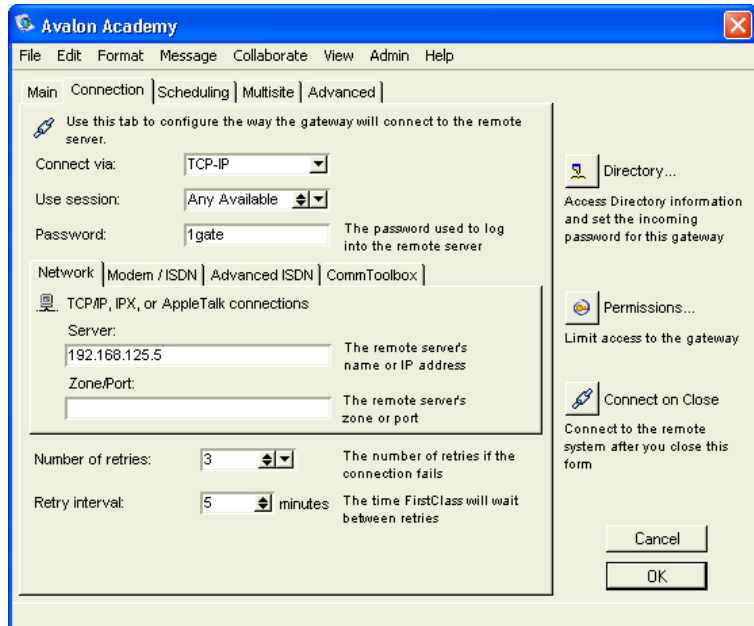 Avalon Academy
File Edit Format Message Collaborate View Admin Help
Main Connection Scheduling Multisite Advanced
Use this tab to configure the way the gateway will connect to the remote
server.
Connect via: TCP-IP
Use session: Any Available
Password: 1gate
The password used to log
into the remote server
Network Modem / ISDN Advanced ISDN CommToolbox
TCP/IP, IPX, or AppleTalk connections
Server:
192.168.125.5
The remote server's
name or IP address
Zone/Port:
The remote server's
zone or port
Number of retries: 3
The number of retries if the
connection fails
Retry interval: 5 minutes
The time FirstClass will wait
between retries
Directory...
Access Directory information
and set the incoming
password for this gateway
Permissions...
Limit access to the gateway
Connect on Close
Connect to the remote
system after you close this
form
Cancel
OK